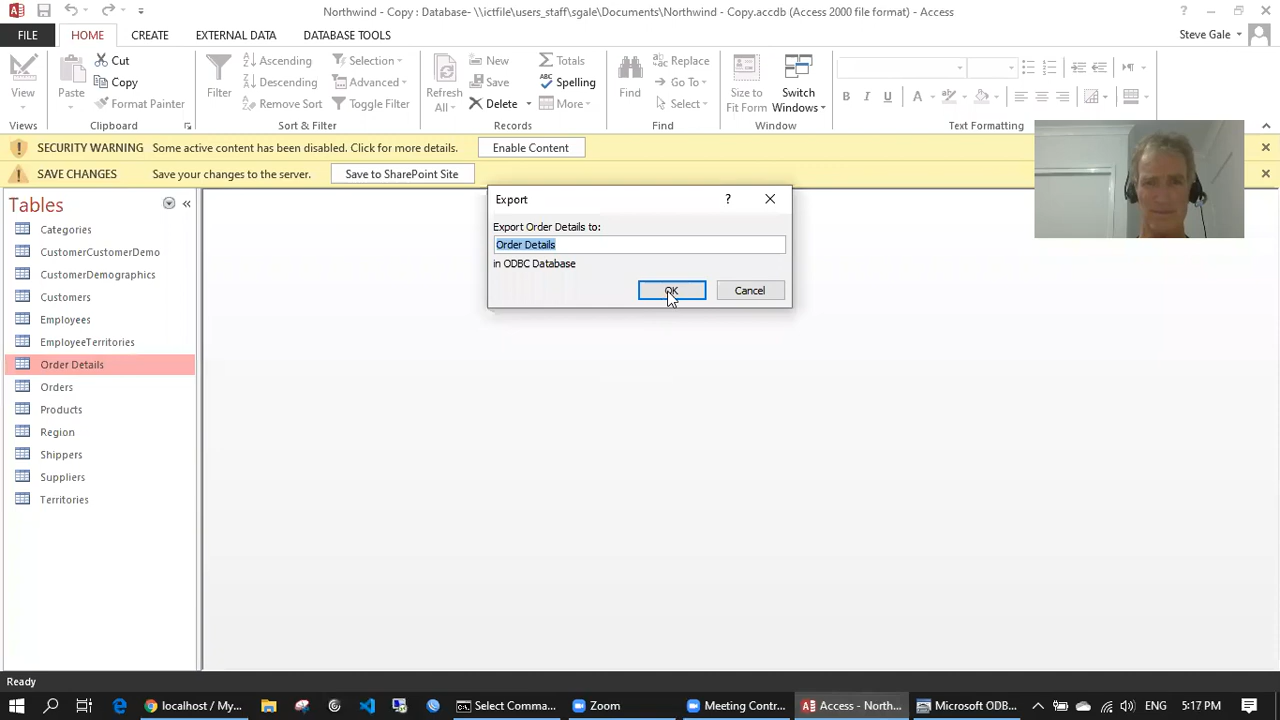 Northwind - Copy : Database- \\ictfile\users_staff\sgale\Documents\Northwind - Copy.accdb (Access 2000 file format) - Access
FILE HOME CREATE EXTERNAL DATA DATABASE TOOLS Steve Gale
View
Views
Paste
Cut
Copy
Format Painter
Clipboard
Filter
Ascending
Descending
Remove Sort
Selection
Advanced
Toggle Filter
Sort & Filter
Refresh
All
New
Save
Delete
Totals
Spelling
More
Records
Find
Replace
Go To
Select
Find
Size to
Fit Form
Switch
Windows
Window
B I U A
Text Formatting
SECURITY WARNING Some active content has been disabled. Click for more details. Enable Content
SAVE CHANGES Save your changes to the server. Save to SharePoint Site
Tables
Categories
CustomerCustomerDemo
CustomerDemographics
Customers
Employees
EmployeeTerritories
Order Details
Orders
Products
Region
Shippers
Suppliers
Territories
Export
Export Order Details to:
Order Details
in ODBC Database
OK Cancel
Ready
localhost / My... Select Comma... Zoom Meeting Contr... Access - North... Microsoft ODB... ENG 5:17 PM